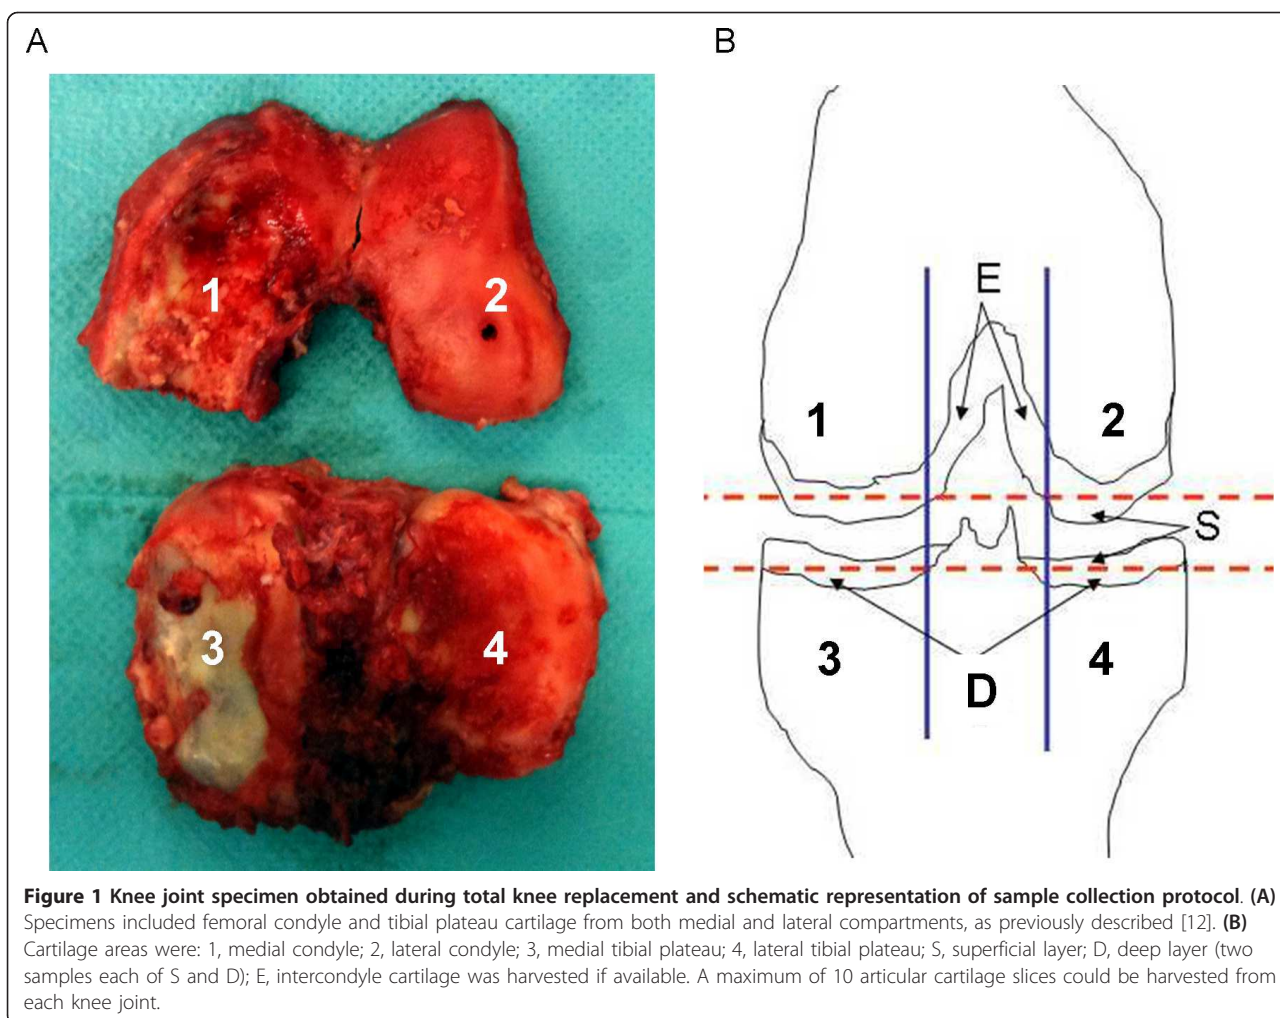 A
B
1
2
3
4
E
1
2
S
3
4
D
Figure 1 Knee joint specimen obtained during total knee replacement and schematic representation of sample collection protocol. (A)
Specimens included femoral condyle and tibial plateau cartilage from both medial and lateral compartments, as previously described [12]. (B)
Cartilage areas were: 1, medial condyle; 2, lateral condyle; 3, medial tibial plateau; 4, lateral tibial plateau; S, superficial layer; D, deep layer (two
samples each of S and D); E, intercondyle cartilage was harvested if available. A maximum of 10 articular cartilage slices could be harvested from
each knee joint.